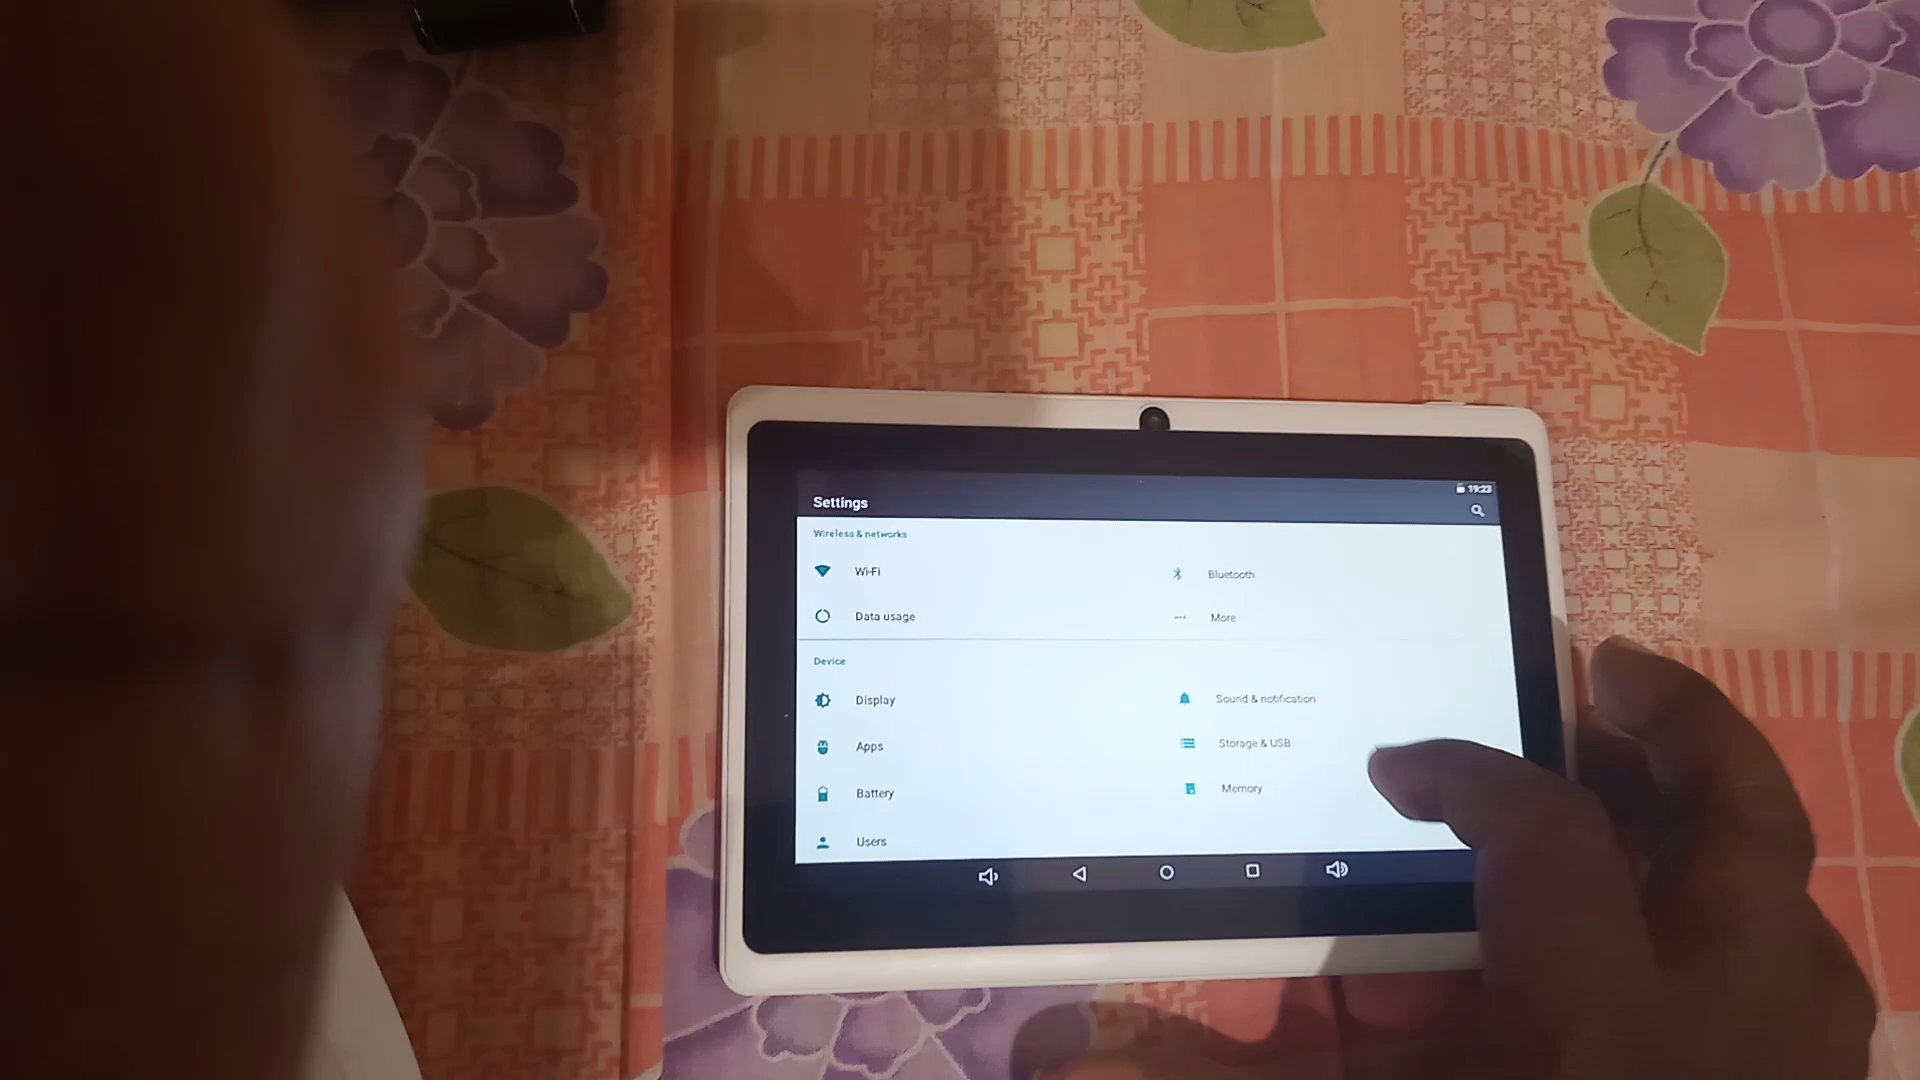 19:23
Settings
Wireless & networks
Wi-Fi
Bluetooth
Data usage
More
Device
Display
Sound & notification
Apps
Storage & USB
Battery
Memory
Users